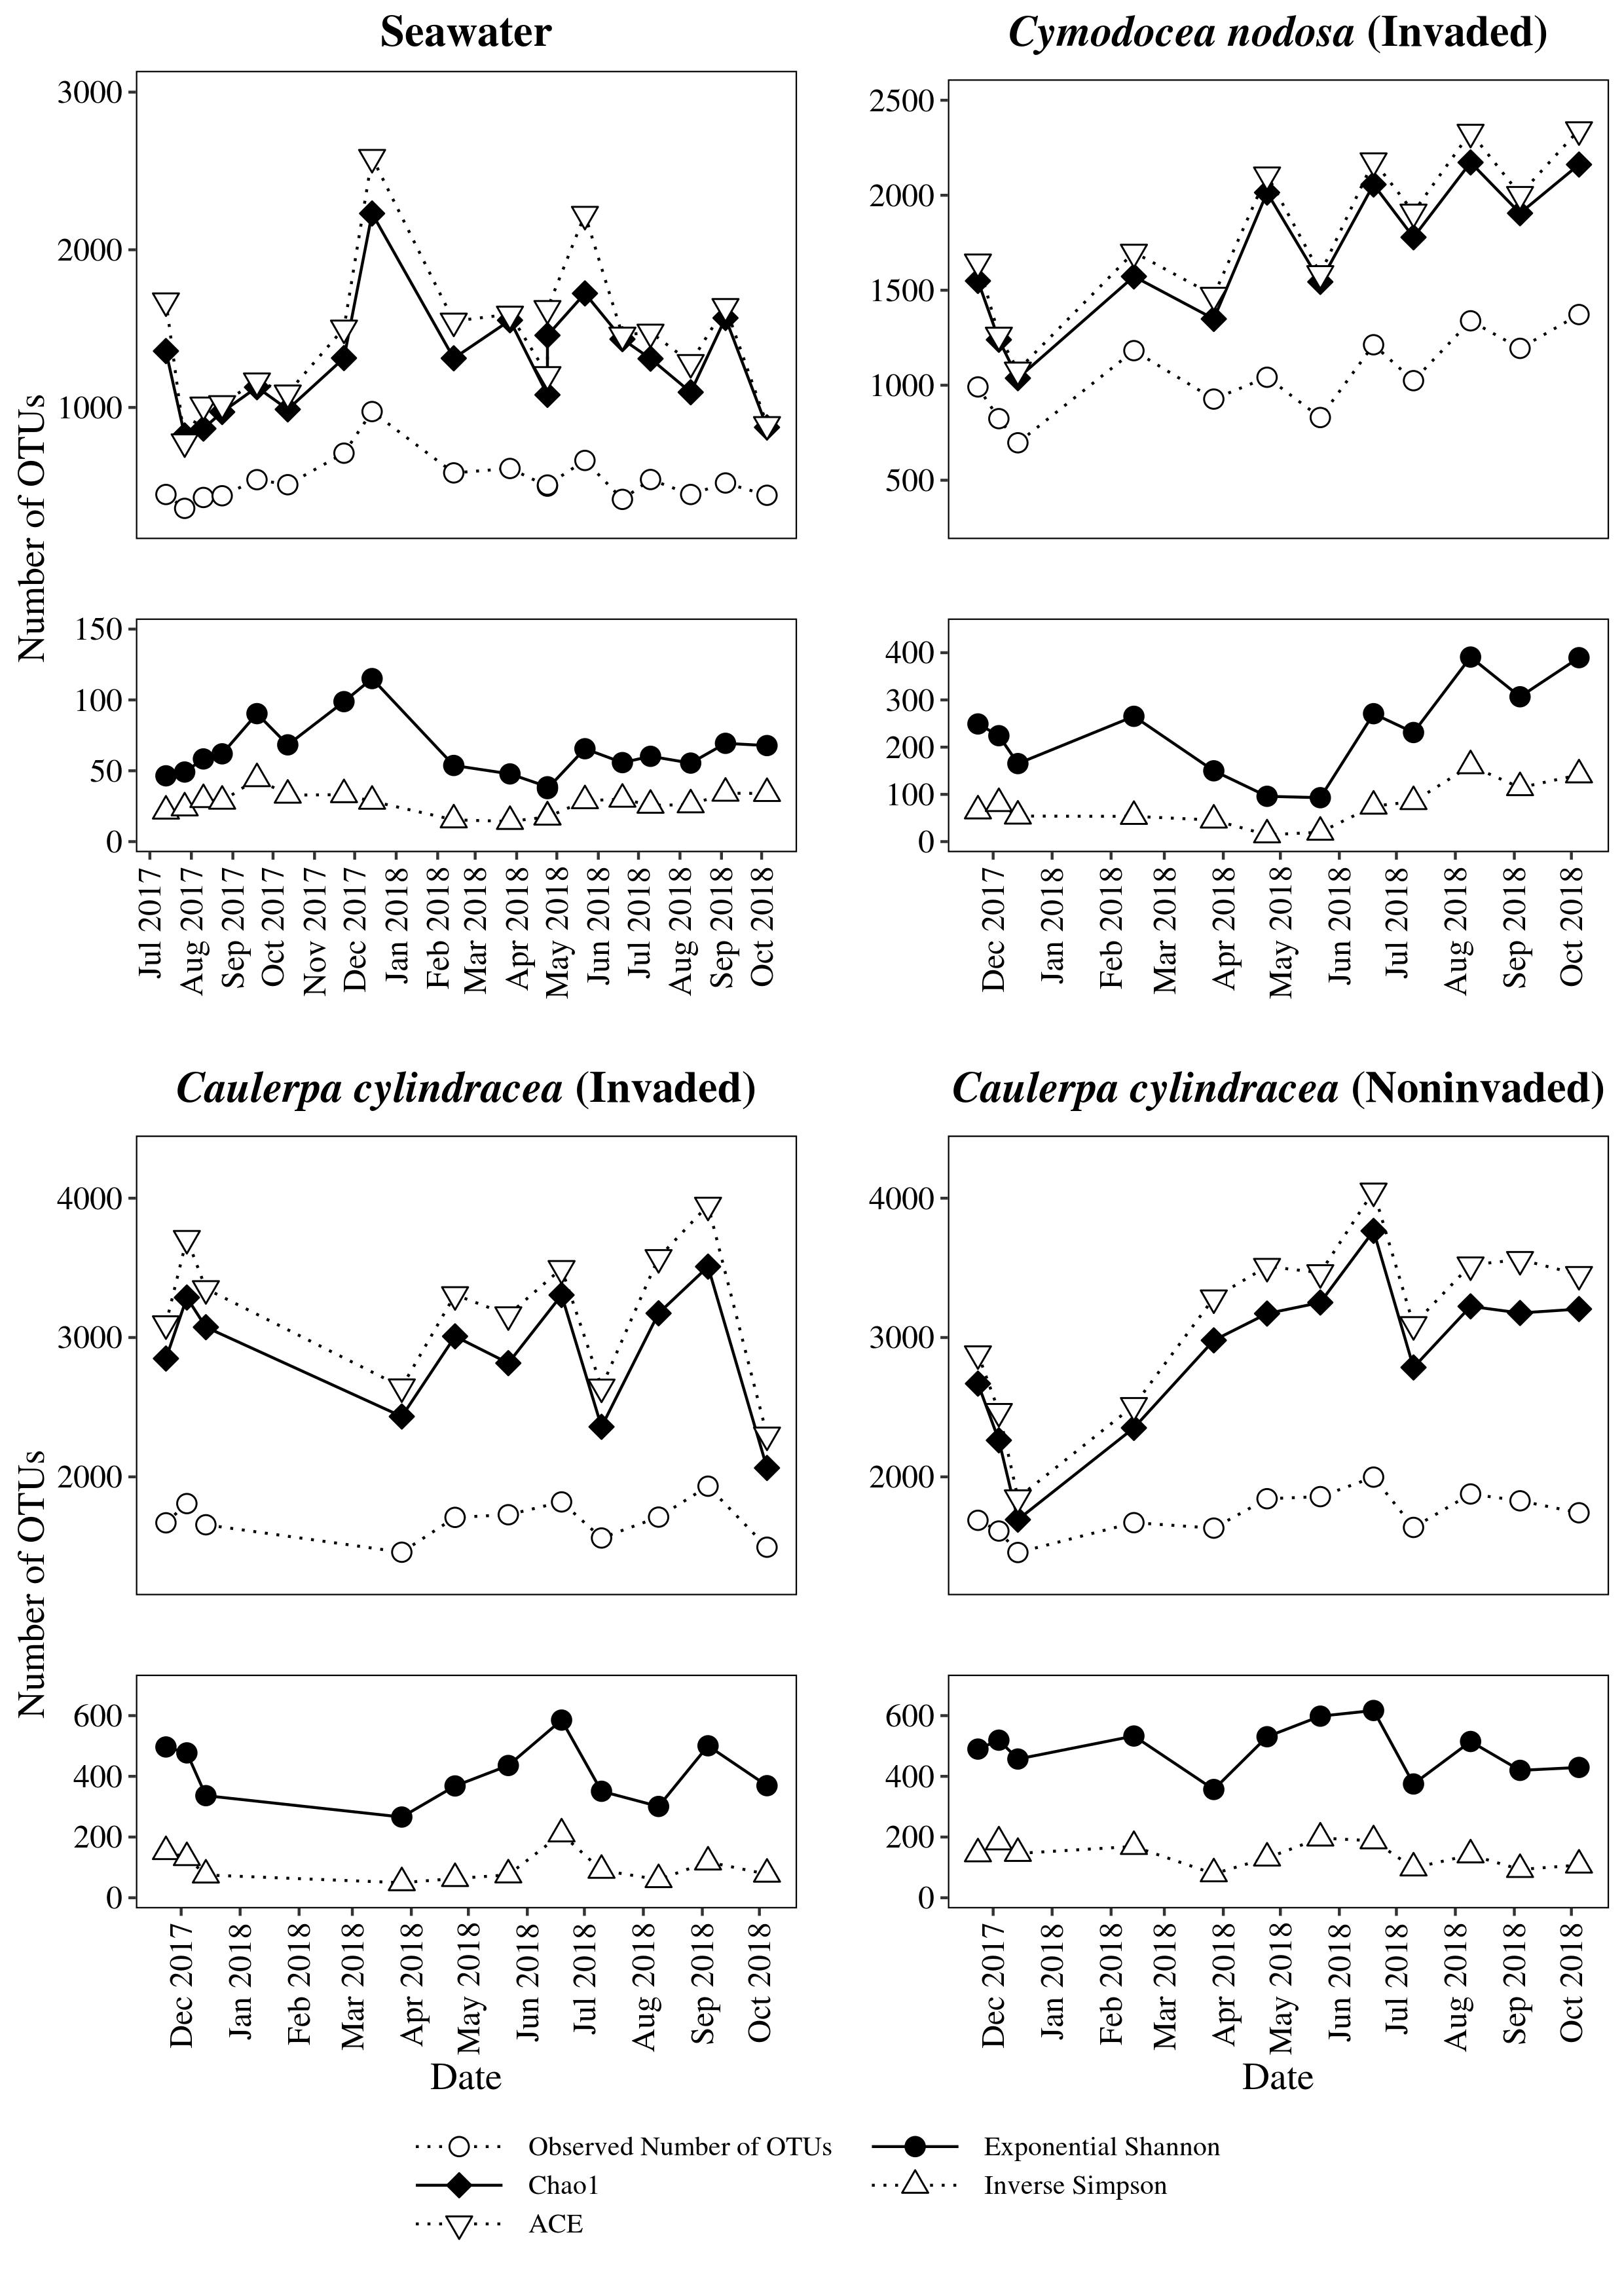 Seawater
Cymodocea nodosa (Invaded)
Number of OTUs
3000
2000
1000
2500
2000
1500
1000
500
150
100
50
0
400
300
200
100
0
Jul 2017
Aug 2017
Sep 2017
Oct 2017
Nov 2017
Dec 2017
Jan 2018
Feb 2018
Mar 2018
Apr 2018
May 2018
Jun 2018
Jul 2018
Aug 2018
Sep 2018
Oct 2018
Dec 2017
Jan 2018
Feb 2018
Mar 2018
Apr 2018
May 2018
Jun 2018
Jul 2018
Aug 2018
Sep 2018
Oct 2018
Caulerpa cylindracea (Invaded)
Caulerpa cylindracea (Noninvaded)
Number of OTUs
4000
3000
2000
4000
3000
2000
600
400
200
0
600
400
200
0
Dec 2017
Jan 2018
Feb 2018
Mar 2018
Apr 2018
May 2018
Jun 2018
Jul 2018
Aug 2018
Sep 2018
Oct 2018
Dec 2017
Jan 2018
Feb 2018
Mar 2018
Apr 2018
May 2018
Jun 2018
Jul 2018
Aug 2018
Sep 2018
Oct 2018
Date
Date
Observed Number of OTUs
Chao1
ACE
Exponential Shannon
Inverse Simpson